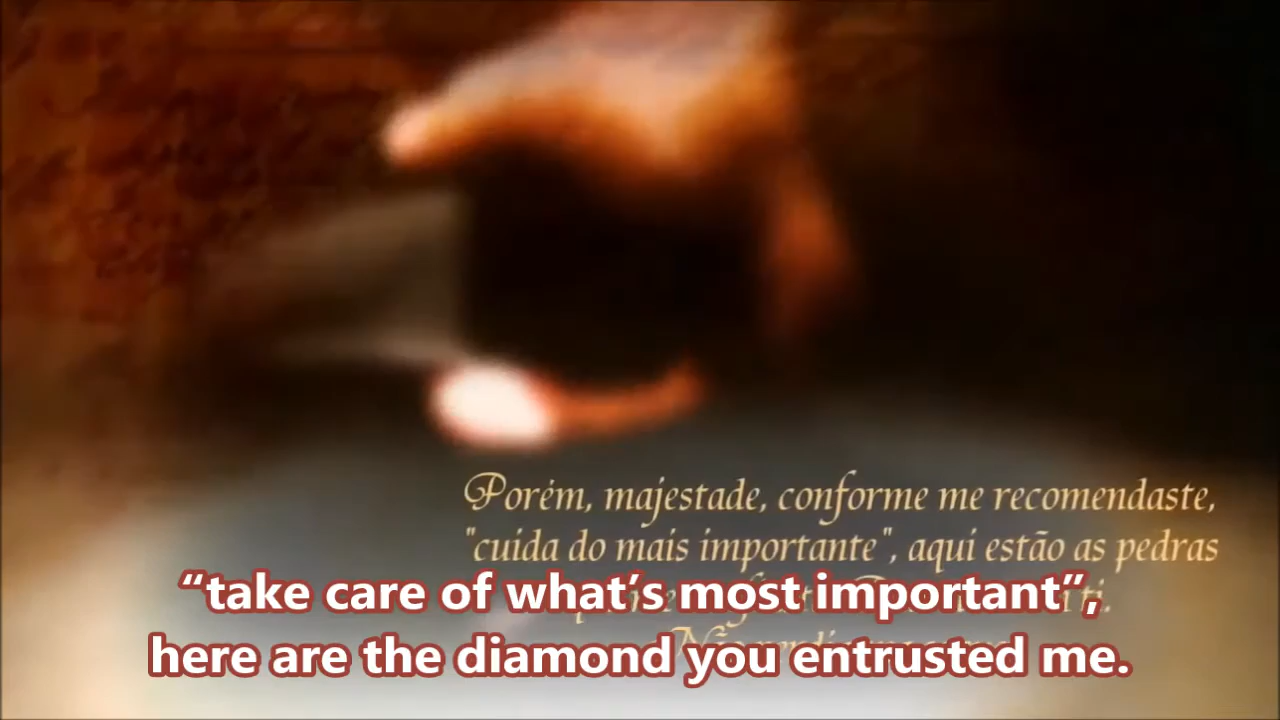 Porém, majestade, conforme me recomendaste,
"cuida do mais importante", aqui estão as pedras
ti.
“take care of what’s most important”,
here are the diamond you entrusted me.